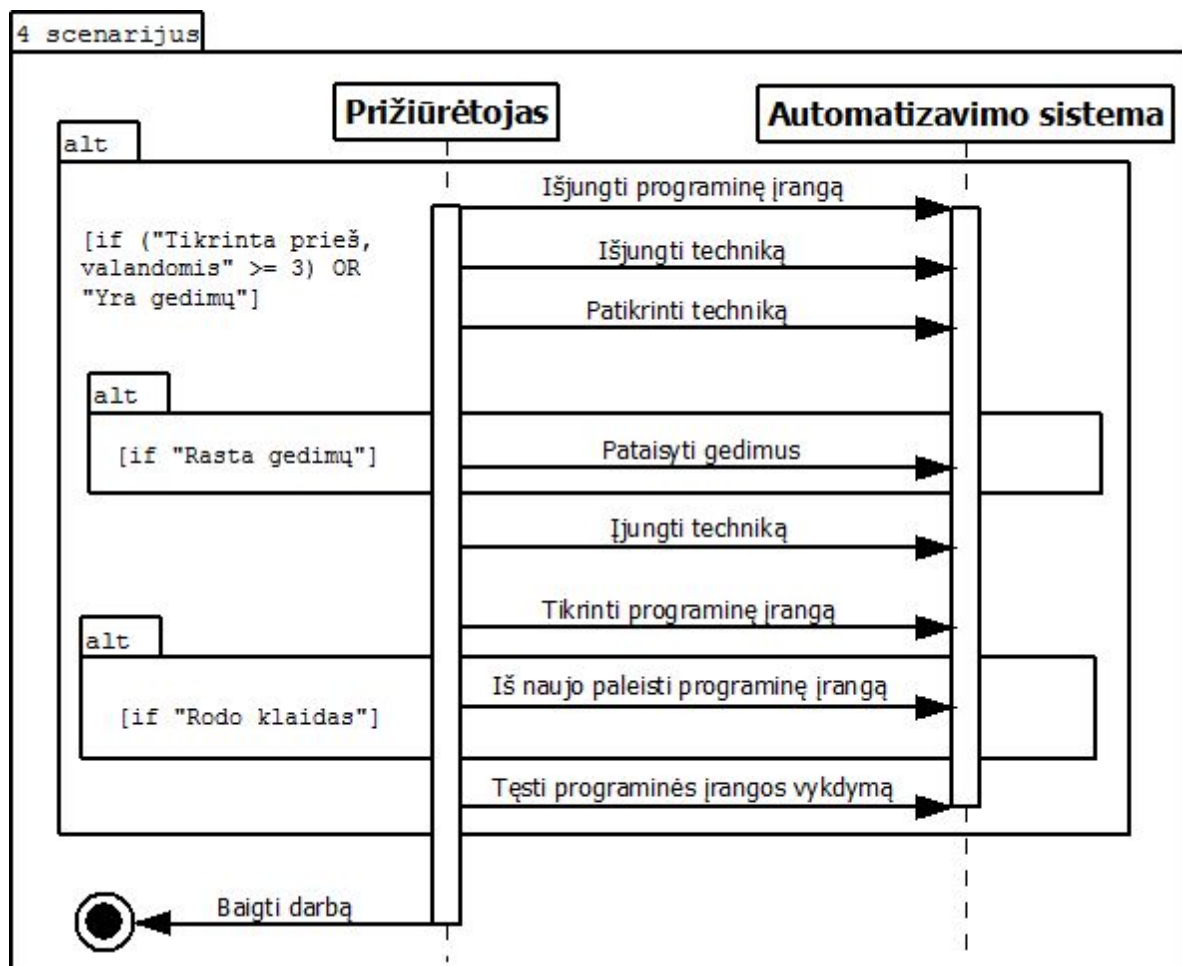 4 scenarijus
Prižiūrėtojas
Automatizavimo sistema
alt
Išjungti programinę įrangą
[if ("Tikrinta prieš,
valandomis" >= 3) OR
"Yra gedimų"]
Išjungti techniką
Patikrinti techniką
alt
[if "Rasta gedimų"]
Pataisyti gedimus
Įjungti techniką
Tikrinti programinę įrangą
alt
Iš naujo paleisti programinę įrangą
[if "Rodo klaidas"]
Tęsti programinės įrangos vykdymą
Baigti darbą